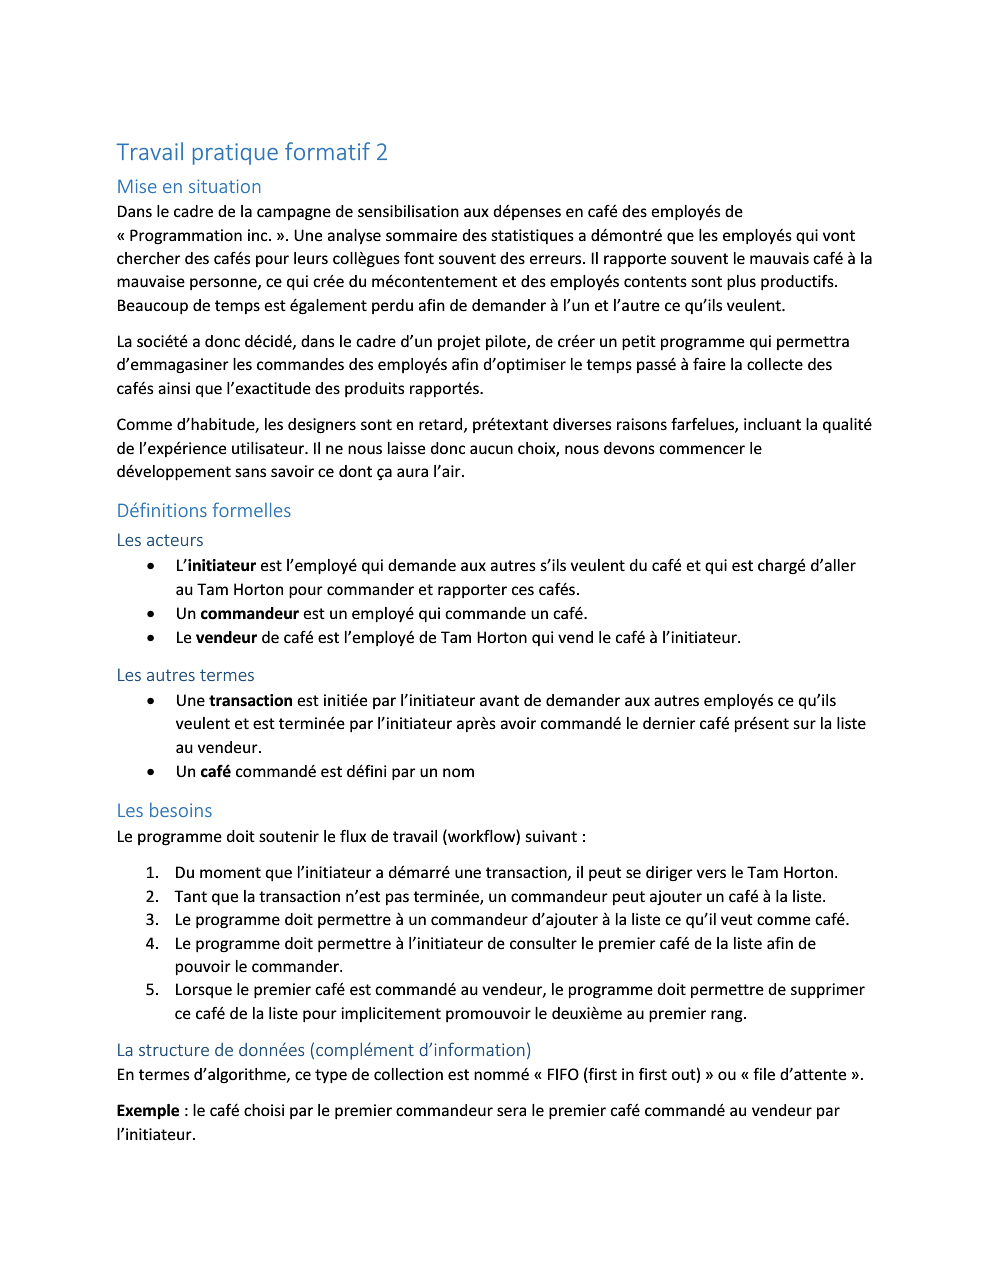 Travail pratique formatif 2
Mise en situation
Dans le cadre de la campagne de sensibilisation aux dépenses en café des employés de
« Programmation inc. ». Une analyse sommaire des statistiques a démontré que les employés qui vont
chercher des cafés pour leurs collègues font souvent des erreurs. Il rapporte souvent le mauvais café à la
mauvaise personne, ce qui crée du mécontentement et des employés contents sont plus productifs.
Beaucoup de temps est également perdu afin de demander à l’un et l’autre ce qu’ils veulent.
La société a donc décidé, dans le cadre d’un projet pilote, de créer un petit programme qui permettra
d’emmagasiner les commandes des employés afin d’optimiser le temps passé à faire la collecte des
cafés ainsi que l’exactitude des produits rapportés.
Comme d’habitude, les designers sont en retard, prétextant diverses raisons farfelues, incluant la qualité
de l’expérience utilisateur. Il ne nous laisse donc aucun choix, nous devons commencer le
développement sans savoir ce dont ça aura l’air.
Définitions formelles
Les acteurs
• L’initiateur est l’employé qui demande aux autres s’ils veulent du café et qui est chargé d’aller
au Tam Horton pour commander et rapporter ces cafés.
• Un commandeur est un employé qui commande un café.
• Le vendeur de café est l’employé de Tam Horton qui vend le café à l’initiateur.
Les autres termes
• Une transaction est initiée par l’initiateur avant de demander aux autres employés ce qu’ils
veulent et est terminée par l’initiateur après avoir commandé le dernier café présent sur la liste
au vendeur.
• Un café commandé est défini par un nom
Les besoins
Le programme doit soutenir le flux de travail (workflow) suivant :
1. Du moment que l’initiateur a démarré une transaction, il peut se diriger vers le Tam Horton.
2. Tant que la transaction n’est pas terminée, un commandeur peut ajouter un café à la liste.
3. Le programme doit permettre à un commandeur d’ajouter à la liste ce qu’il veut comme café.
4. Le programme doit permettre à l’initiateur de consulter le premier café de la liste afin de
pouvoir le commander.
5. Lorsque le premier café est commandé au vendeur, le programme doit permettre de supprimer
ce café de la liste pour implicitement promouvoir le deuxième au premier rang.
La structure de données (complément d’information)
En termes d’algorithme, ce type de collection est nommé « FIFO (first in first out) » ou « file d’attente ».
Exemple : le café choisi par le premier commandeur sera le premier café commandé au vendeur par
l’initiateur.